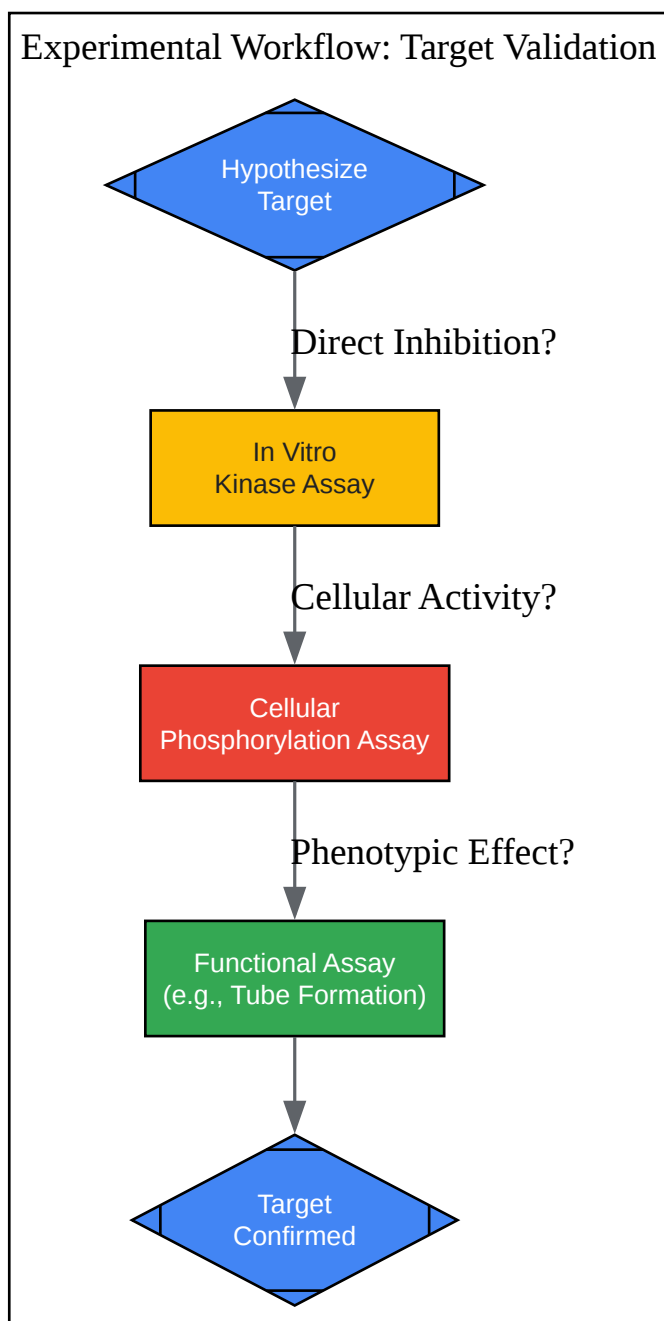 Experimental Workflow: Target Validation
Hypothesize
Target
Direct Inhibition?
In Vitro
Kinase Assay
Cellular Activity?
Cellular
Phosphorylation Assay
Phenotypic Effect?
Functional Assay
(e.g., Tube Formation)
Target
Confirmed